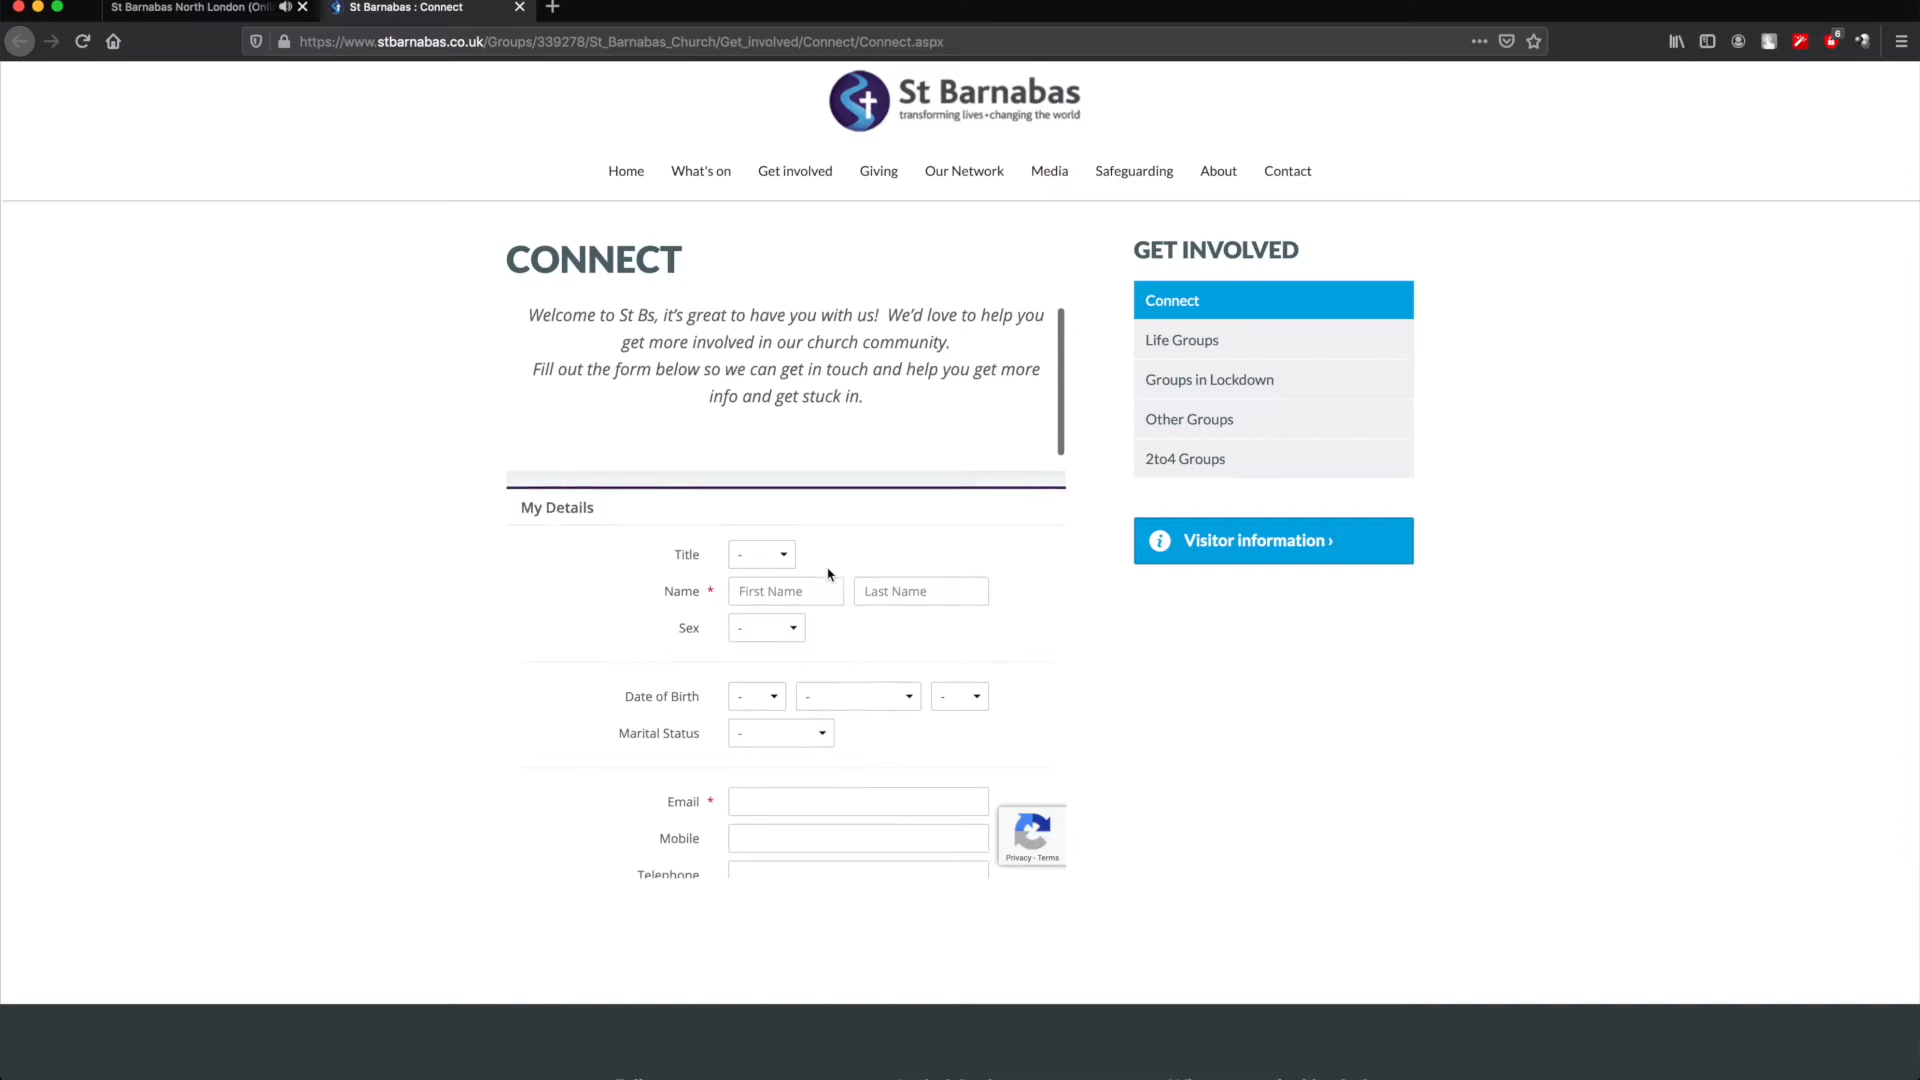 St Barnabas North London (Onli
St Barnabas : Connect
https://www.stbarnabas.co.uk/Groups/339278/St_Barnabas_Church/Get_involved/Connect/Connect.aspx
6
St Barnabas
transforming lives • changing the world
Home
What's on
Get involved
Giving
Our Network
Media
Safeguarding
About
Contact
CONNECT
Welcome to St Bs, it’s great to have you with us! We’d love to help you
get more involved in our church community.
Fill out the form below so we can get in touch and help you get more
info and get stuck in.
My Details
Title
-
Name *
First Name
Last Name
Sex
-
Date of Birth
-
-
-
Marital Status
-
Email *
Mobile
Telephone
Privacy - Terms
GET INVOLVED
Connect
Life Groups
Groups in Lockdown
Other Groups
2to4 Groups
Visitor information ›